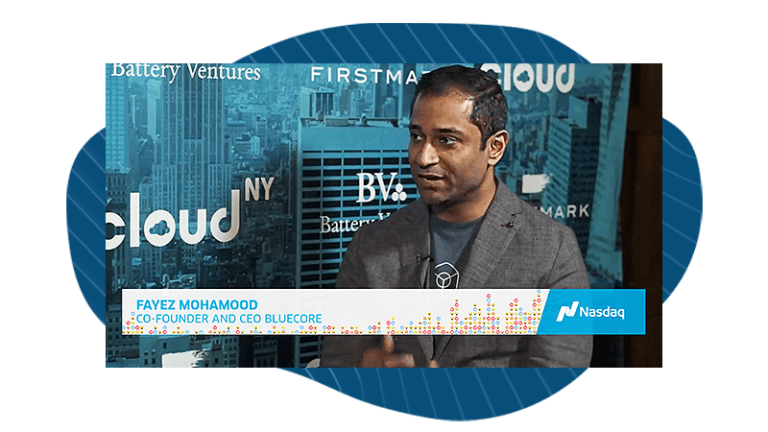 Battery Ventures
FIRSTMA
cloud
cloud NY
BV
Battery V
MARK
FAYEZ MOHAMOOD
CO-FOUNDER AND CEO BLUECORE
Nasdaq